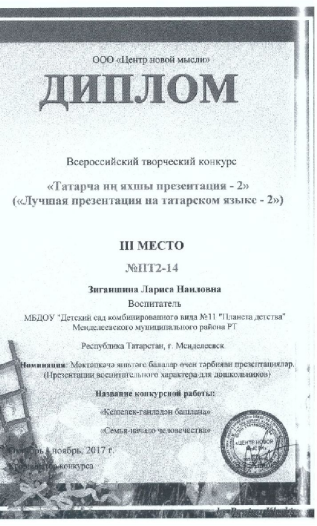 ООО «Центр новой мысли»
ДИПЛОМ
Всероссийский творческий конкурс
«Татарча иң яхшы презентация - 2»
(«Лучшая презентация на татарском языке - 2»)
III МЕСТО
№ПТ2-14
Зиганшина Лариса Наиловна
Воспитатель
МБДОУ "Детский сад комбинированного вида №11 "Планета детства"
Менделеевского муниципального района РТ
Республика Татарстан, г. Менделеевск
Номинация: Мәктәпкәчә яшьтәге балалар өчен тәрбияви презентацияләр.
(Презентации воспитательного характера для дошкольников)
Название конкурсной работы:
«Кешелек-гаиләдән башлана»
«Семья-начало человечества»
ноябрь, 2017 г.
конкурса
«ЦЕНТР НОВОЙ
МЫСЛИ»